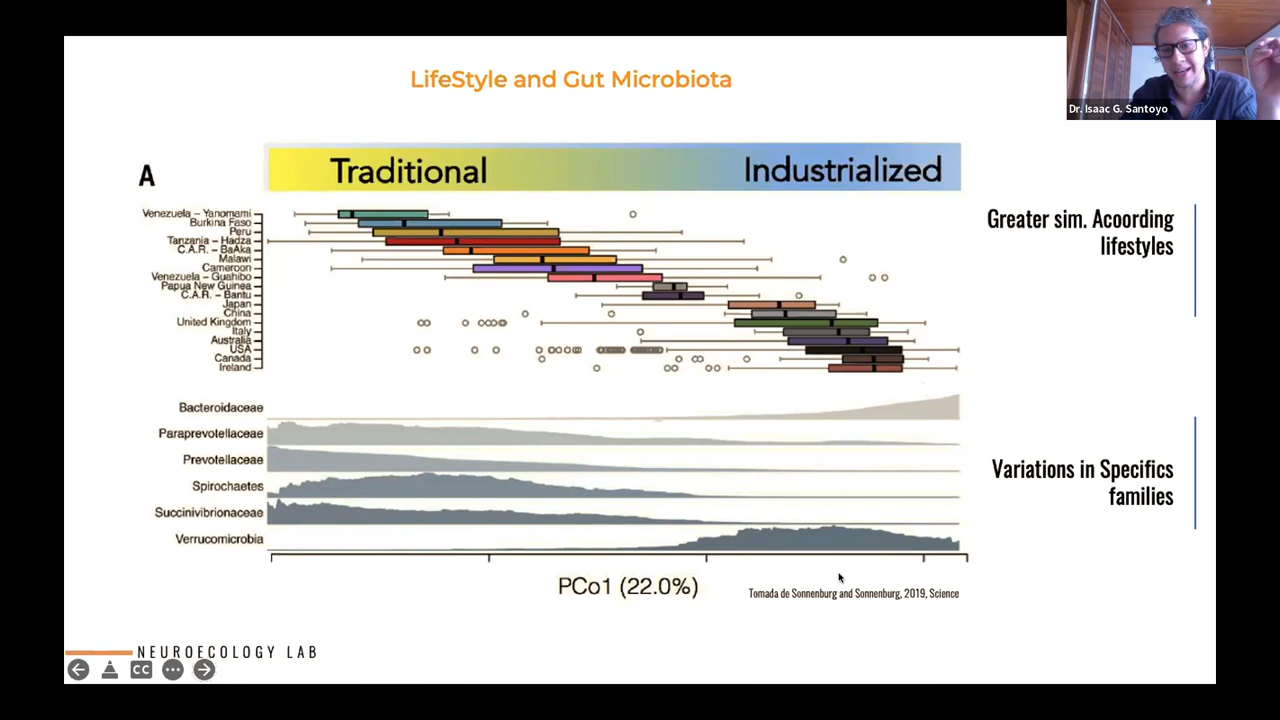 LifeStyle and Gut Microbiota
Dr. Isaac G. Santoyo
A
Traditional
Industrialized
Venezuela – Yanomami
Burkina Faso
Peru
Tanzania – Hadza
C.A.R. – BaAka
Malawi
Cameroon
Venezuela – Guahibo
Papua New Guinea
C.A.R. – Bantu
Japan
China
United Kingdom
Italy
Australia
USA
Canada
Ireland
Greater sim. Acoording
lifestyles
Bacteroidaceae
Paraprevotellaceae
Prevotellaceae
Spirochaetes
Succinivibrionaceae
Verrucomicrobia
Variations in Specifics
families
PCo1 (22.0%)
Tomada de Sonnenburg and Sonnenburg, 2019, Science
NEUROECOLOGY LAB
CC